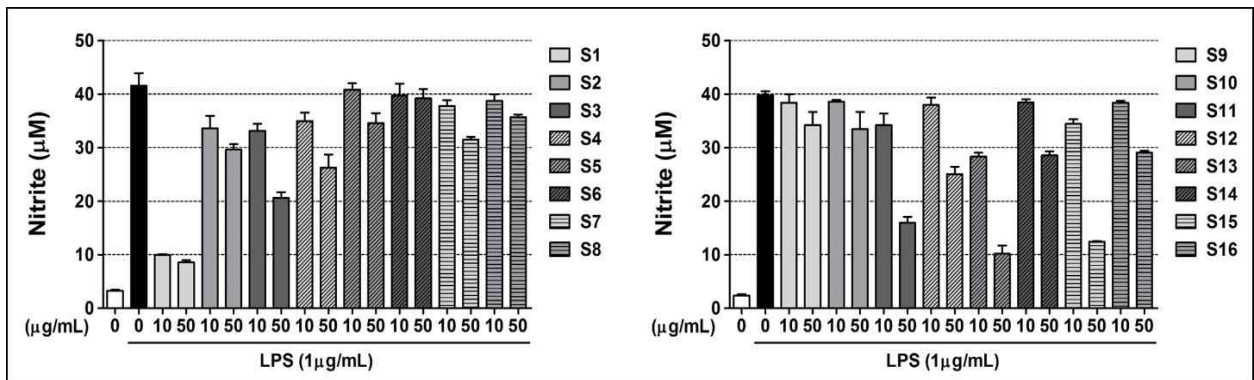 Nitrite (μM)
50
40
30
20
10
0
(μg/mL) 0 0 10 50 10 50 10 50 10 50 10 50 10 50 10 50 10 50
LPS (1μg/mL)
S1
S2
S3
S4
S5
S6
S7
S8
Nitrite (μM)
50
40
30
20
10
0
(μg/mL) 0 0 10 50 10 50 10 50 10 50 10 50 10 50 10 50 10 50
LPS (1μg/mL)
S9
S10
S11
S12
S13
S14
S15
S16